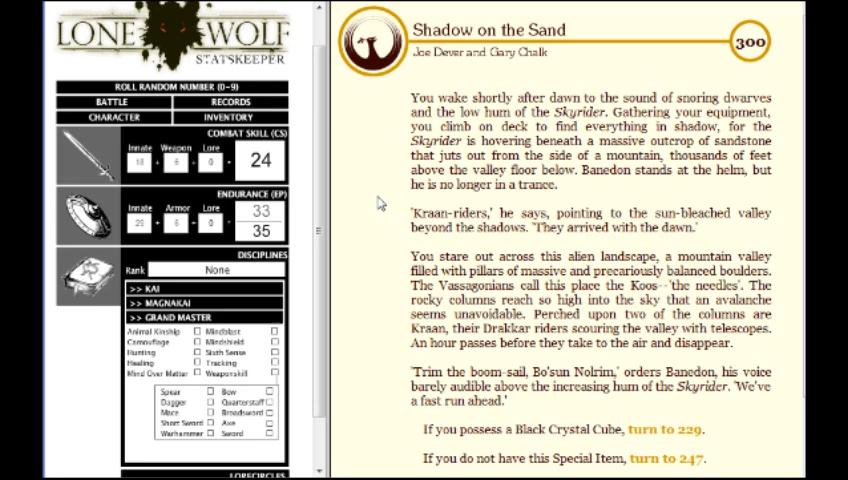 LONE WOLF
STATSKEEPER
ROLL RANDOM NUMBER (0-9)
BATTLE RECORDS
CHARACTER INVENTORY
COMBAT SKILL (CS)
Innate Weapon Lore
18 + 6 + 0 = 24
ENDURANCE (EP)
Innate Armor Lore 33
29 + 6 + 0 = 35
DISCIPLINES
Rank None
>> KAI
>> MAGNAKAI
>> GRAND MASTER
Animal Kinship Mindblast
Camouflage Mindshield
Hunting Sixth Sense
Healing Tracking
Mind Over Matter Weaponskill
Spear Bow
Dagger Quarterstaff
Mace Broadsword
Short Sword Axe
Warhammer Sword
LORECIRCLES
Shadow on the Sand
Joe Dever and Gary Chalk
300
You wake shortly after dawn to the sound of snoring dwarves
and the low hum of the Skyrider. Gathering your equipment,
you climb on deck to find everything in shadow, for the
Skyrider is hovering beneath a massive outcrop of sandstone
that juts out from the side of a mountain, thousands of feet
above the valley floor below. Banedon stands at the helm, but
he is no longer in a trance.
'Kraan-riders,' he says, pointing to the sun-bleached valley
beyond the shadows. 'They arrived with the dawn.'
You stare out across this alien landscape, a mountain valley
filled with pillars of massive and precariously balanced boulders.
The Vassagonians call this place the Koos--'the needles'. The
rocky columns reach so high into the sky that an avalanche
seems unavoidable. Perched upon two of the columns are
Kraan, their Drakkar riders scouring the valley with telescopes.
An hour passes before they take to the air and disappear.
'Trim the boom-sail, Bo'sun Nolrim,' orders Banedon, his voice
barely audible above the increasing hum of the Skyrider. 'We've
a fast run ahead.'
If you possess a Black Crystal Cube, turn to 229.
If you do not have this Special Item, turn to 247.